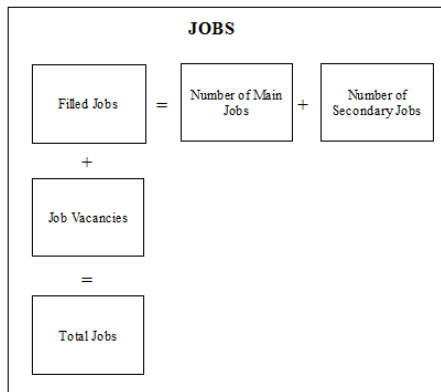 JOBS
Filled Jobs
=
Number of Main
Jobs
+
Number of
Secondary Jobs
+
Job Vacancies
=
Total Jobs